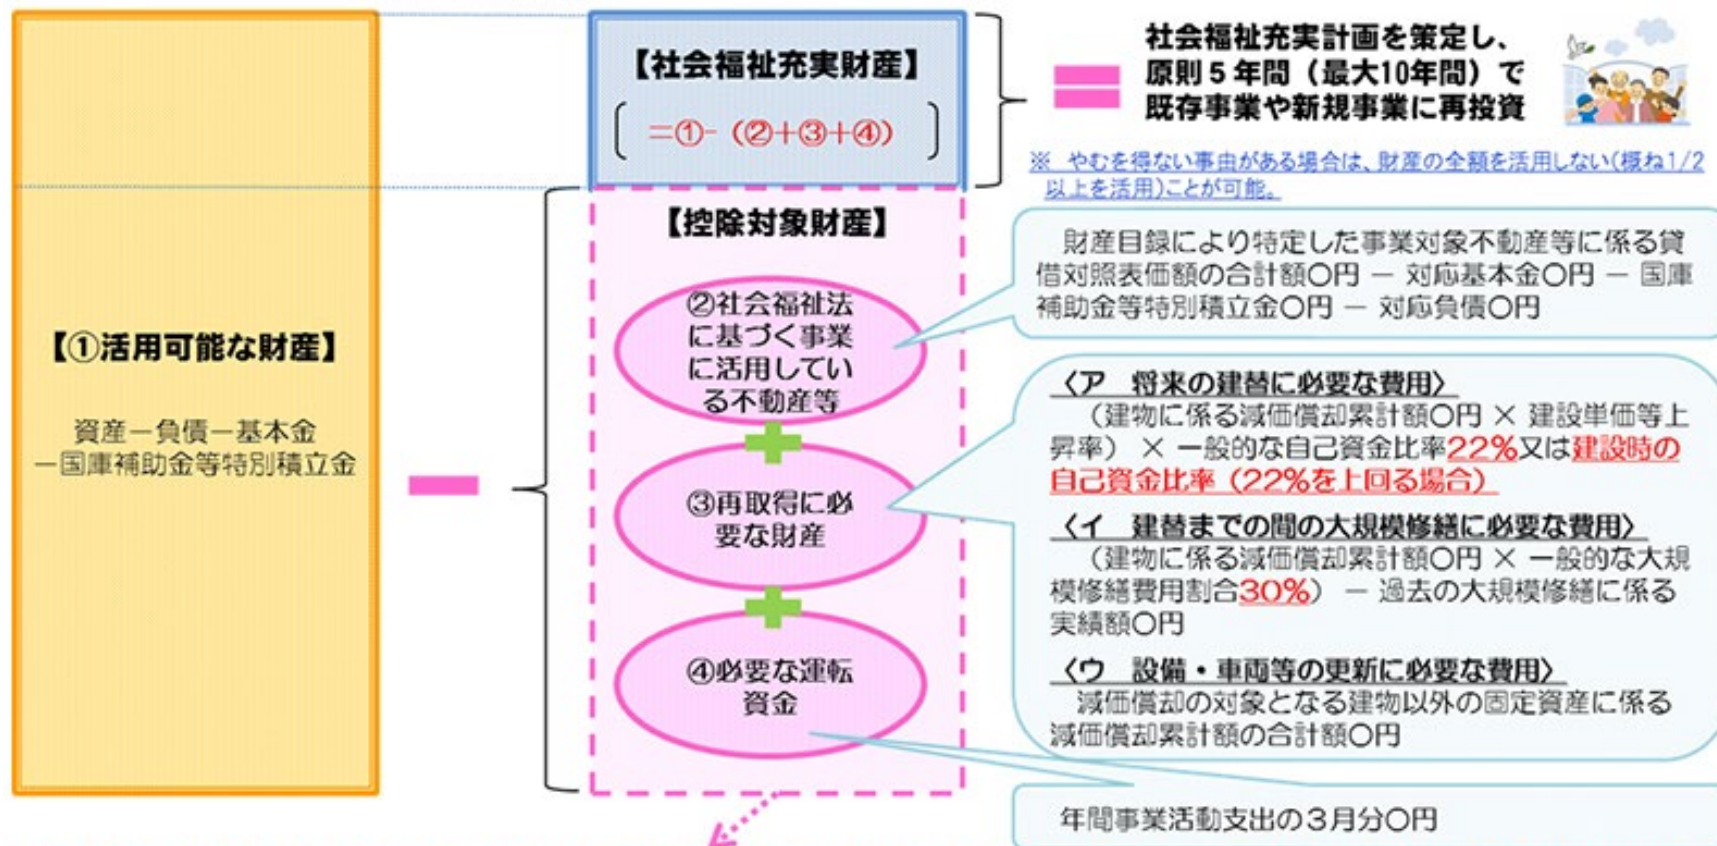 【①活用可能な財産】
資産－負債－基本金
－国庫補助金等特別積立金
【社会福祉充実財産】
＝①-（②+③+④）
社会福祉充実計画を策定し、
原則５年間（最大10年間）で
既存事業や新規事業に再投資
※　やむを得ない事由がある場合は、財産の全額を活用しない(概ね1/2
以上を活用)ことが可能。
【控除対象財産】
②社会福祉法
に基づく事業
に活用してい
る不動産等
③再取得に必
要な財産
④必要な運転
資金
財産目録により特定した事業対象不動産等に係る貸
借対照表価額の合計額〇円 － 対応基本金〇円 － 国庫
補助金等特別積立金〇円 － 対応負債〇円
〈ア　将来の建替に必要な費用〉
（建物に係る減価償却累計額〇円 × 建設単価等上
昇率） × 一般的な自己資金比率22%又は建設時の
自己資金比率（22%を上回る場合）
〈イ　建替までの間の大規模修繕に必要な費用〉
（建物に係る減価償却累計額〇円 × 一般的な大規
模修繕費用割合30%） － 過去の大規模修繕に係る
実績額〇円
〈ウ　設備・車両等の更新に必要な費用〉
減価償却の対象となる建物以外の固定資産に係る
減価償却累計額の合計額〇円
年間事業活動支出の３月分〇円